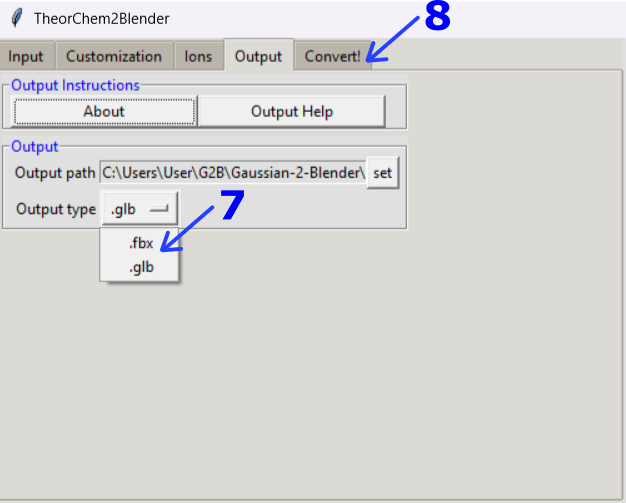 TheorChem2Blender
8
Input Customization Ions Output Convert!
Output Instructions
About Output Help
Output
Output path C:\Users\User\G2B\Gaussian-2-Blender\ set
Output type .glb 7
.fbx
.glb